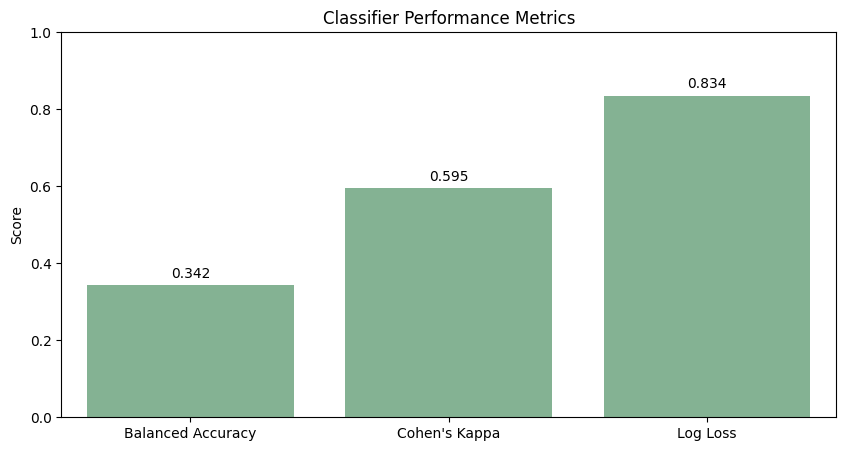 Classifier Performance Metrics
1.0
0.8
0.6
0.4
0.2
0.0
Score
0.342
0.595
0.834
Balanced Accuracy
Cohen's Kappa
Log Loss